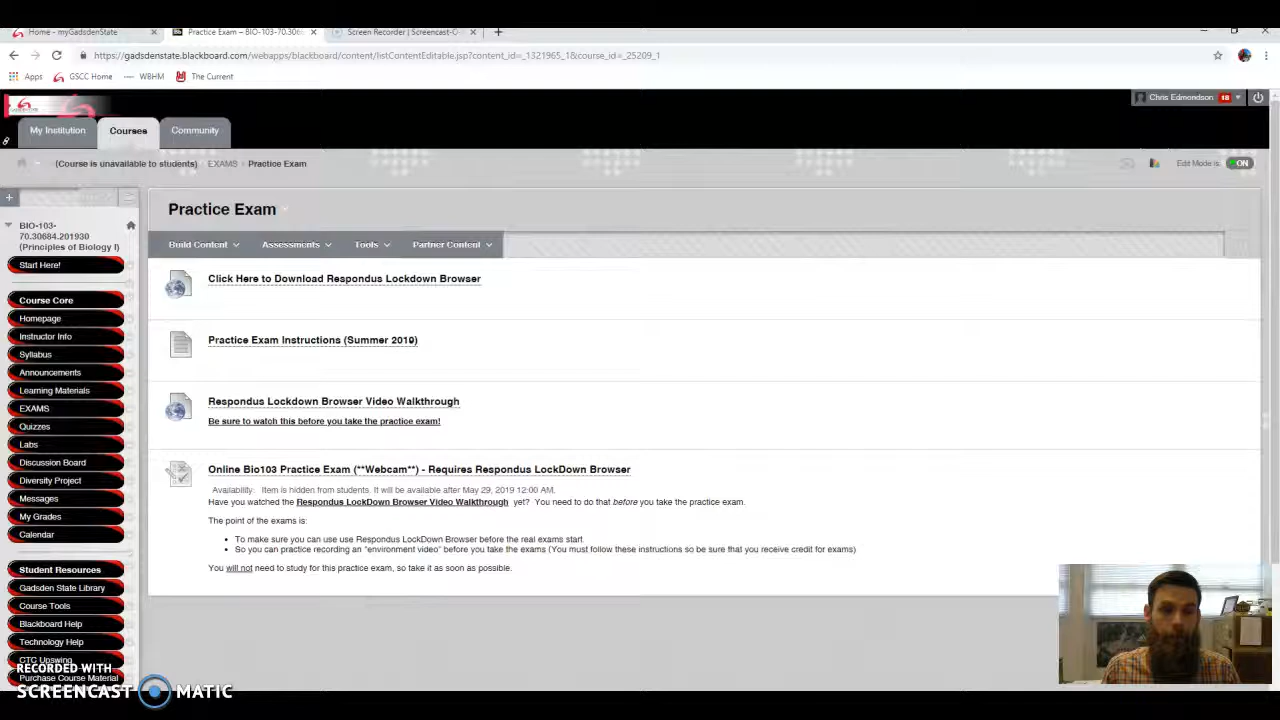 Home - myGadsdenState
Practice Exam – BIO-103-70.306
Screen Recorder | Screencast-O-
https://gadsdenstate.blackboard.com/webapps/blackboard/content/listContentEditable.jsp?content_id=_1321965_1&course_id=_25209_1
Apps GSCC Home WBHM The Current
Chris Edmondson 18
My Institution Courses Community
(Course is unavailable to students) EXAMS Practice Exam Edit Mode is: ON
Practice Exam
Build Content Assessments Tools Partner Content
BIO-103-
70.30684.201930
(Principles of Biology I)
Start Here!
Course Core
Homepage
Instructor Info
Syllabus
Announcements
Learning Materials
EXAMS
Quizzes
Labs
Discussion Board
Diversity Project
Messages
My Grades
Calendar
Student Resources
Gadsden State Library
Course Tools
Blackboard Help
Technology Help
CTC Upswing
Purchase Course Material
Click Here to Download Respondus Lockdown Browser
Practice Exam Instructions (Summer 2019)
Respondus Lockdown Browser Video Walkthrough
Be sure to watch this before you take the practice exam!
Online Bio103 Practice Exam (**Webcam**) - Requires Respondus LockDown Browser
Availability: Item is hidden from students. It will be available after May 29, 2019 12:00 AM.
Have you watched the Respondus LockDown Browser Video Walkthrough yet? You need to do that before you take the practice exam.
The point of the exams is:
• To make sure you can use use Respondus LockDown Browser before the real exams start.
• So you can practice recording an "environment video" before you take the exams (You must follow these instructions so be sure that you receive credit for exams)
You will not need to study for this practice exam, so take it as soon as possible.
RECORDED WITH
SCREENCAST MATIC